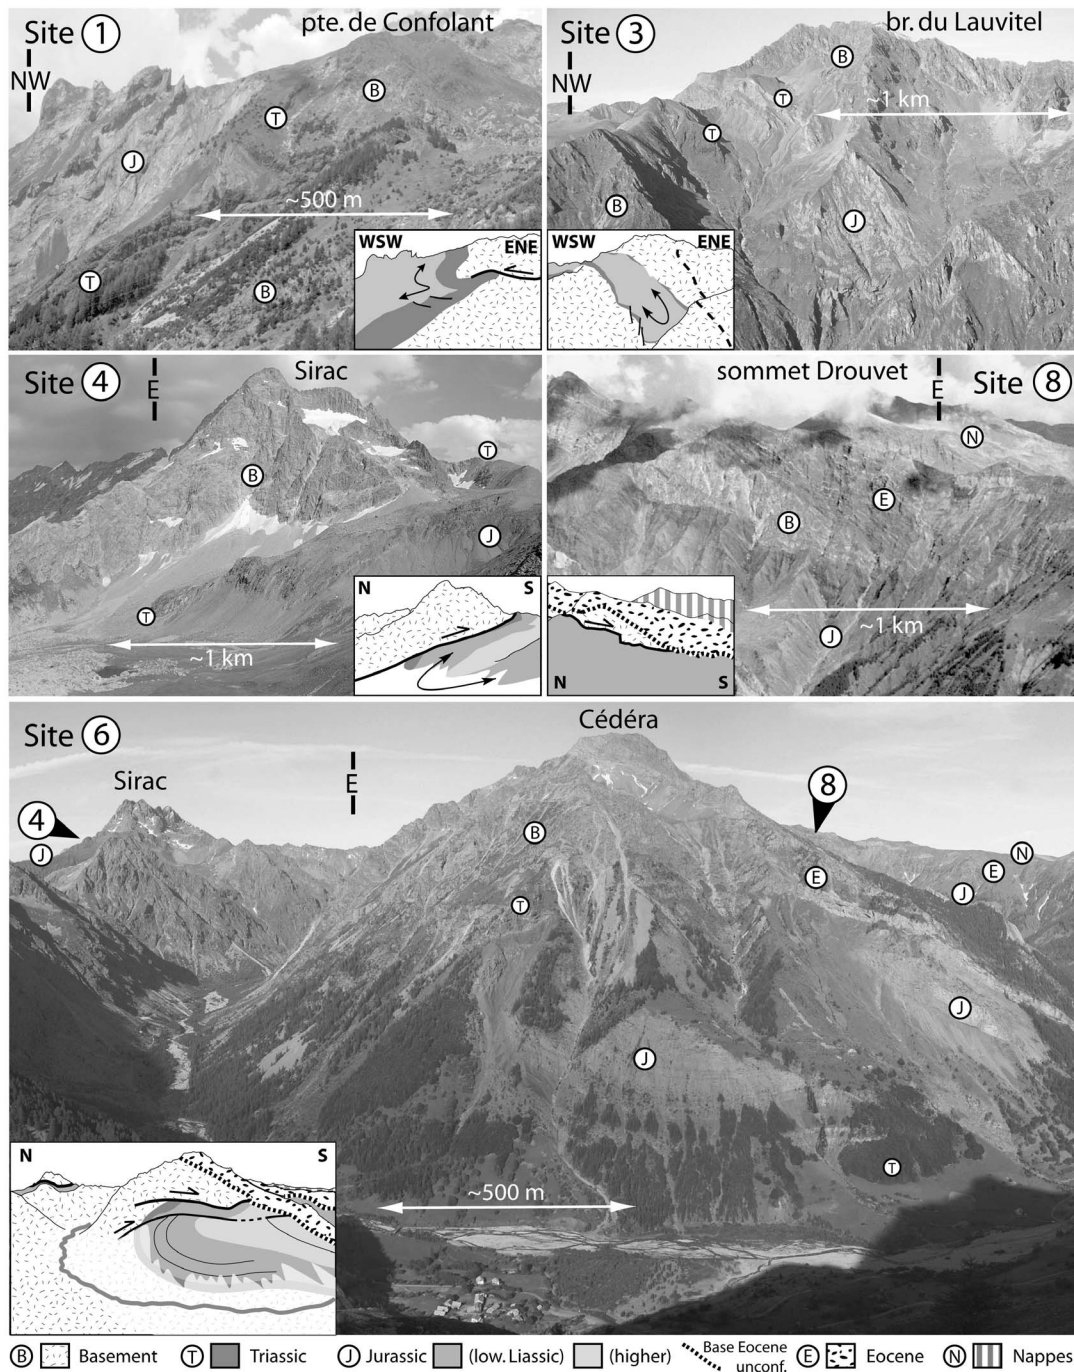 Site 1
pte. de Confolant
NW
B
T
J
~500 m
T
B
WSW
ENE
Site 3
br. du Lauvitel
NW
B
T
~1 km
T
B
J
WSW
ENE
Site 4
E
Sirac
T
B
J
T
~1 km
N
S
sommet Drouvet
E
Site 8
N
E
B
~1 km
J
N
S
Site 6
Cédéra
Sirac
E
4
8
J
B
N
E
E
J
T
J
J
T
~500 m
N
S
B Basement T Triassic J Jurassic (low. Liassic) (higher) Base Eocene E Eocene N Nappes
unconf.